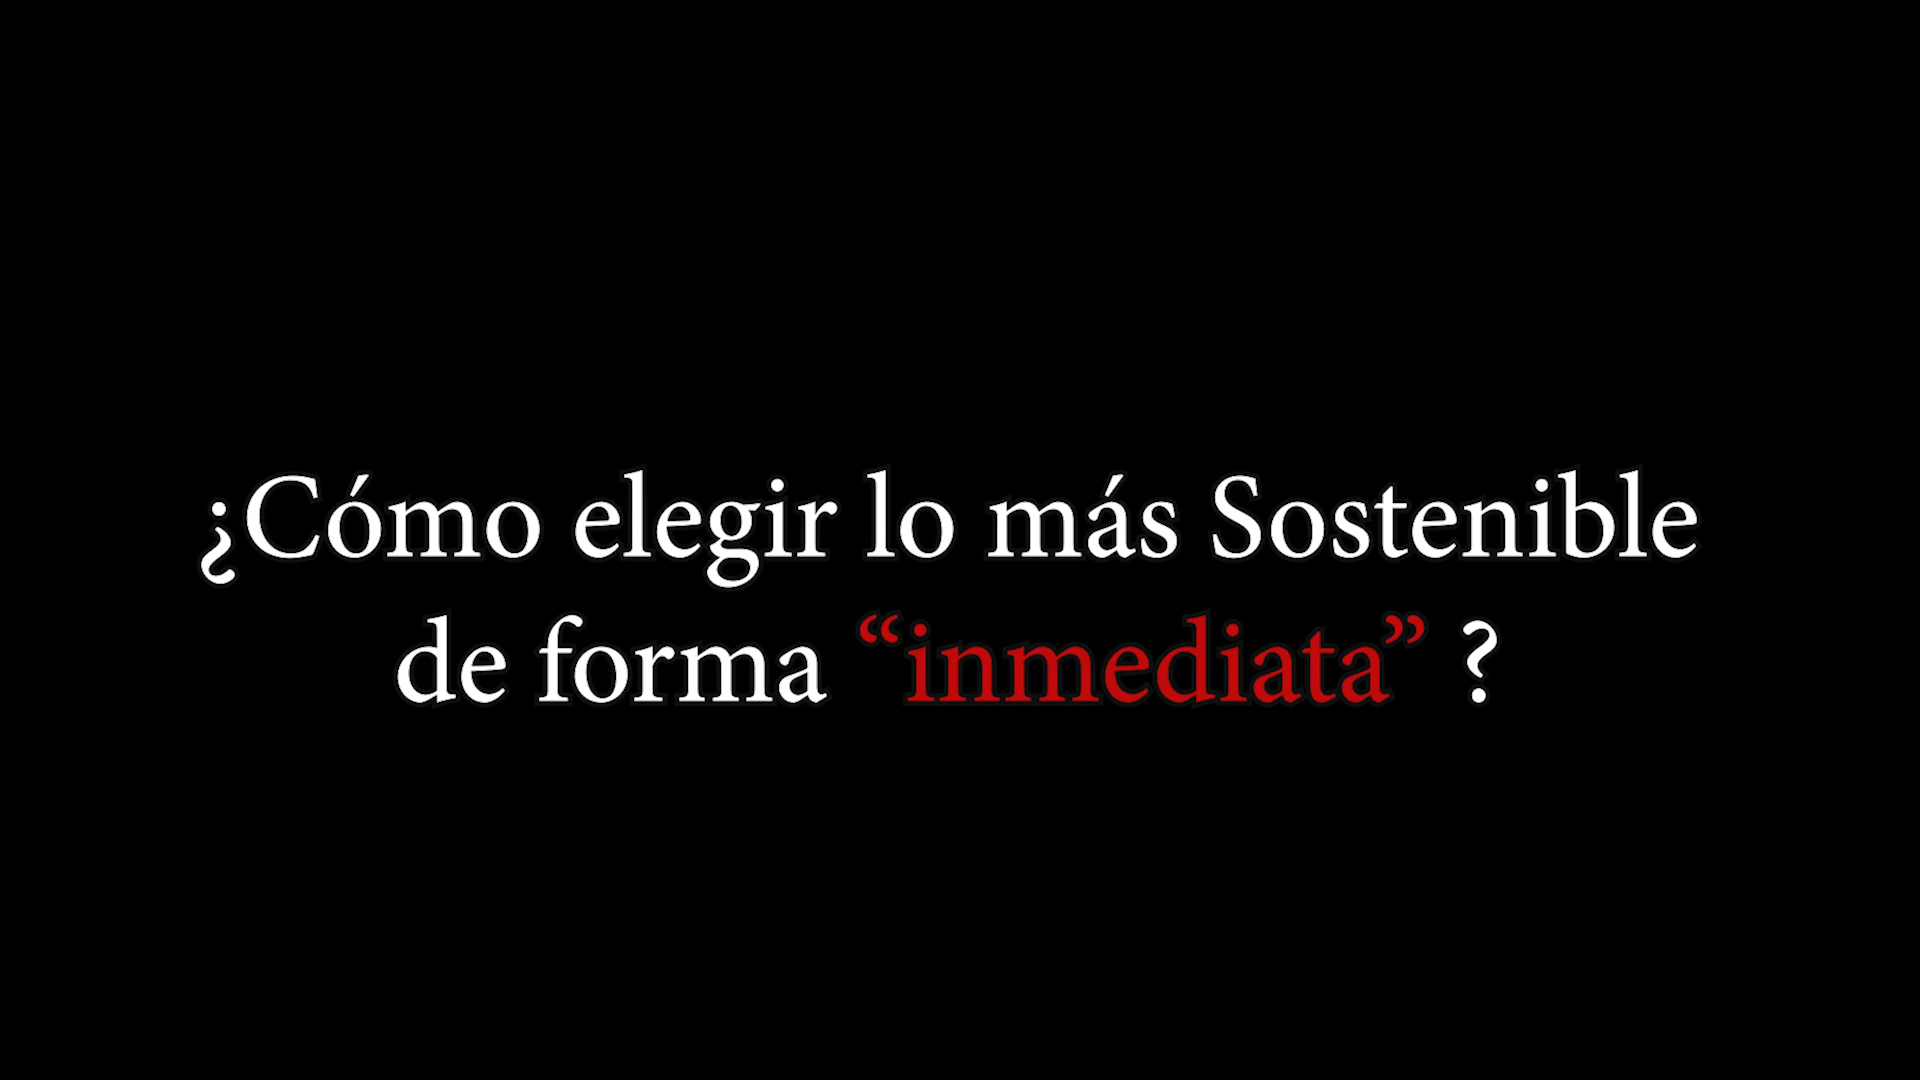 ¿Cómo elegir lo más Sostenible
de forma “inmediata” ?